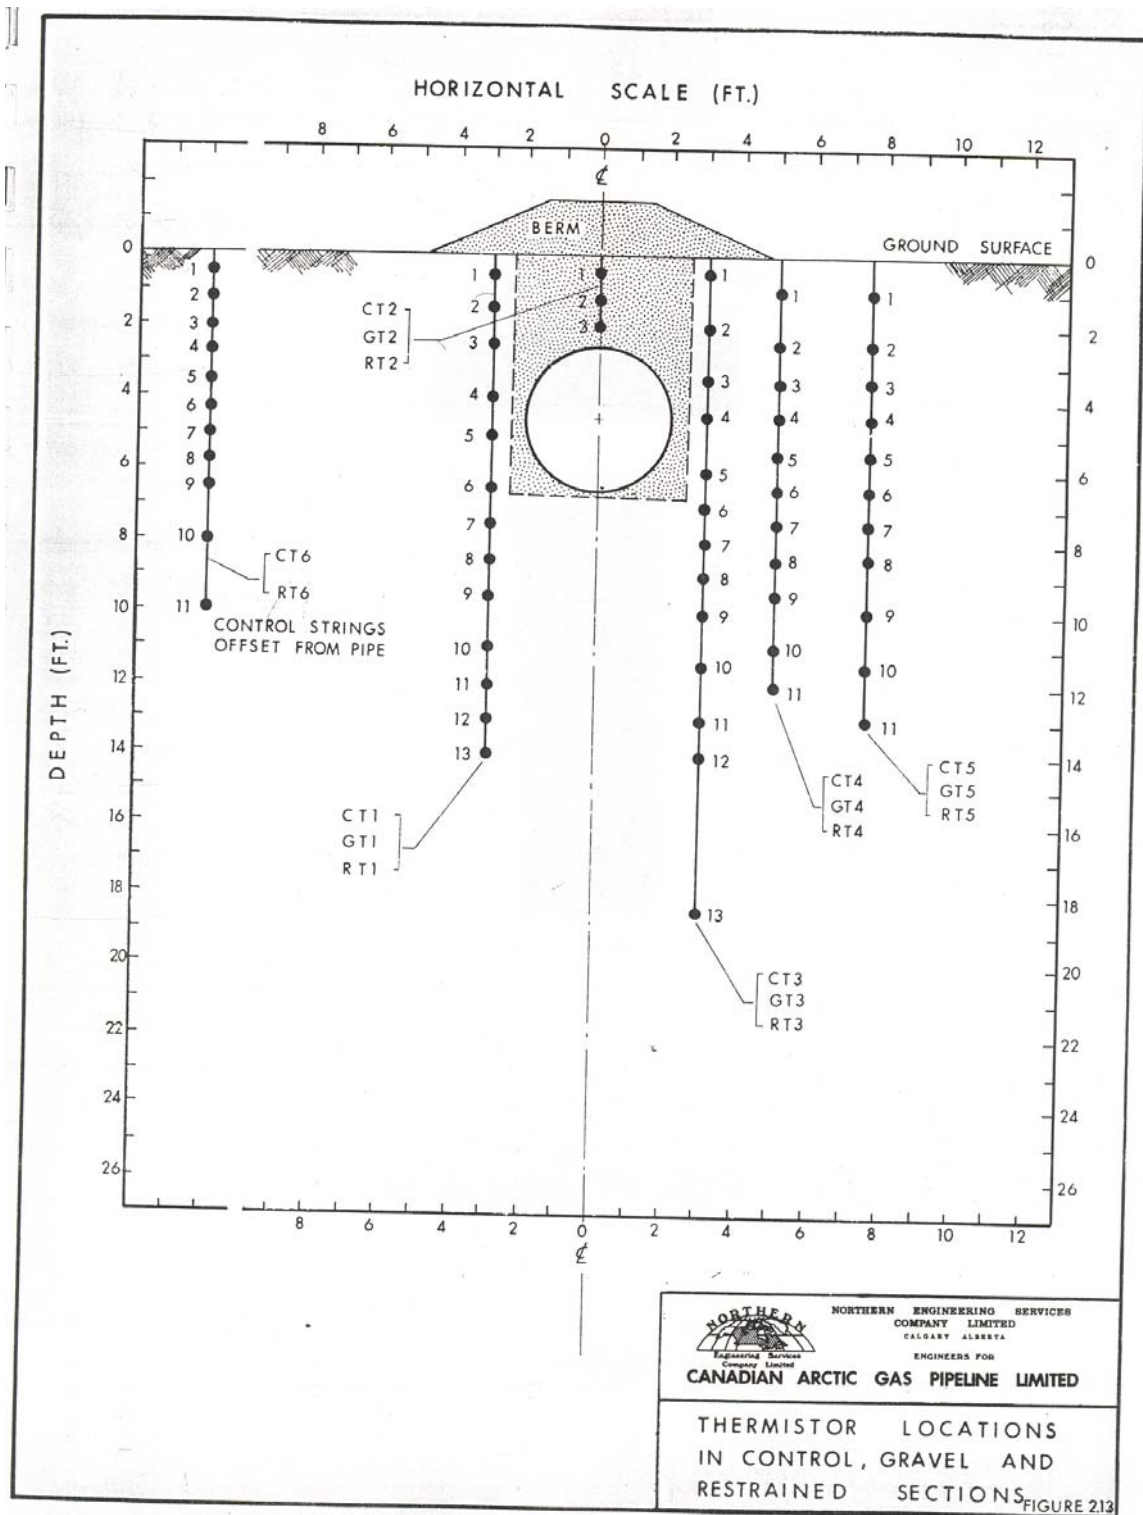 HORIZONTAL SCALE (FT.)
8 6 4 2 0 2 4 6 8 10 12
℄
BERM
GROUND SURFACE
0 0
1 1 1 1 1 1
2 CT2 2 2 2 2 2
3 GT2 3 3 3 3 3
RT2
2 2
4 4 4 4 4
5 5 5 5 5
4 4
6 6 6 6 6
7 7 7 7 7
6 6
8 8 8 8 8
9 9 9 9 9
8 8
10 10 10 10 10
CT6
RT6
11 11 11 11 11
10 10
CONTROL STRINGS
OFFSET FROM PIPE
DEPTH (FT.)
12 12
12 12
13
14 14
CT1
GT1
RT1
CT4
GT4
RT4
CT5
GT5
RT5
16 16
18 18
13
CT3
GT3
RT3
20 20
22 22
24 24
26 26
8 6 4 2 0 2 4 6 8 10 12
℄
NORTHERN
Engineering Services
Company Limited
NORTHERN ENGINEERING SERVICES
COMPANY LIMITED
CALGARY ALBERTA
ENGINEERS FOR
CANADIAN ARCTIC GAS PIPELINE LIMITED
THERMISTOR LOCATIONS
IN CONTROL, GRAVEL AND
RESTRAINED SECTIONS
FIGURE 2.13